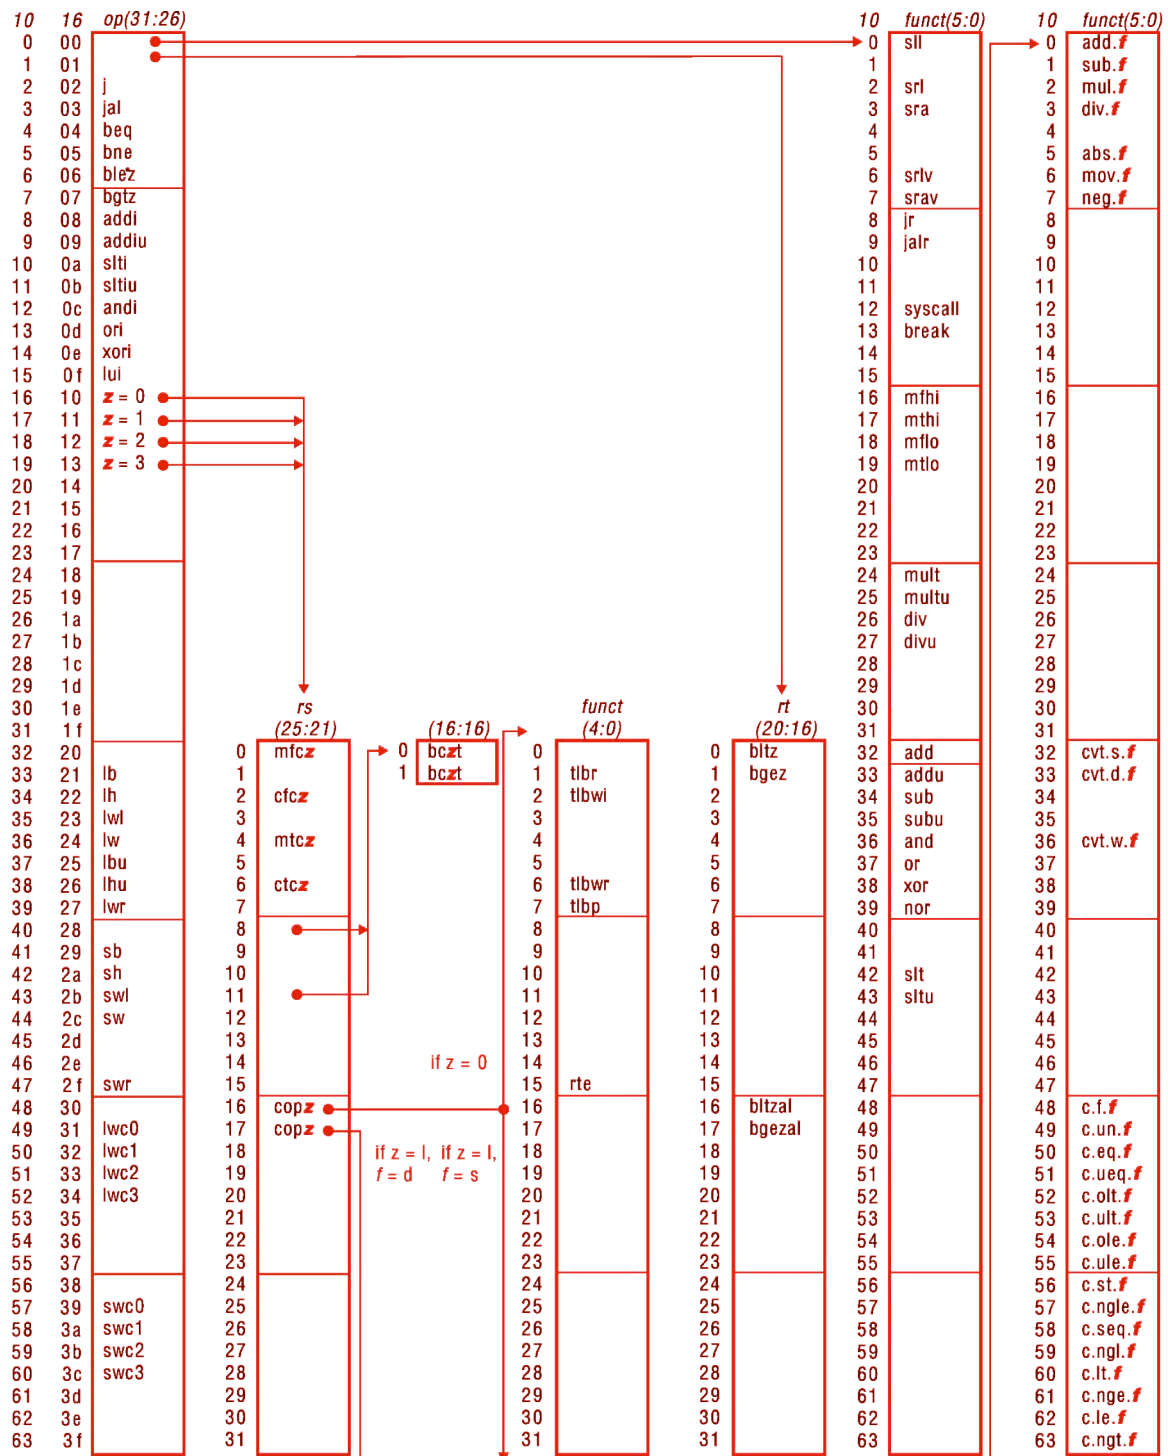 10 16 op(31:26) 10 funct(5:0) 10 funct(5:0)
0 00 0 sll 0 add.f
1 01 1 1 sub.f
2 02 j 2 srl 2 mul.f
3 03 jal 3 sra 3 div.f
4 04 beq 4 4
5 05 bne 5 5 abs.f
6 06 blez 6 srlv 6 mov.f
7 07 bgtz 7 srav 7 neg.f
8 08 addi 8 jr 8
9 09 addiu 9 jalr 9
10 0a slti 10 10
11 0b sltiu 11 11
12 0c andi 12 syscall 12
13 0d ori 13 break 13
14 0e xori 14 14
15 0f lui 15 15
16 10 z = 0 16 mfhi 16
17 11 z = 1 17 mthi 17
18 12 z = 2 18 mflo 18
19 13 z = 3 19 mtlo 19
20 14 20 20
21 15 21 21
22 16 22 22
23 17 23 23
24 18 24 mult 24
25 19 25 multu 25
26 1a 26 div 26
27 1b 27 divu 27
28 1c 28 28
29 1d 29 29
30 1e rs funct rt 30 30
31 1f (25:21) (16:16) (4:0) (20:16) 31 31
32 20 0 mfcz 0 bczt 0 0 bltz 32 add 32 cvt.s.f
33 21 lb 1 1 bczt 1 tlbr 1 bgez 33 addu 33 cvt.d.f
34 22 lh 2 cfcz 2 tlbwi 2 34 sub 34
35 23 lwl 3 3 3 35 subu 35
36 24 lw 4 mtcz 4 4 36 and 36 cvt.w.f
37 25 lbu 5 5 5 37 or 37
38 26 lhu 6 ctcz 6 tlbwr 6 38 xor 38
39 27 lwr 7 7 tlbp 7 39 nor 39
40 28 8 8 8 40 40
41 29 sb 9 9 9 41 41
42 2a sh 10 10 10 42 slt 42
43 2b swl 11 11 11 43 sltu 43
44 2c sw 12 12 12 44 44
45 2d 13 13 13 45 45
46 2e 14 if z = 0 14 14 46 46
47 2f swr 15 15 rte 15 47 47
48 30 16 copz 16 16 bltzal 48 48 c.f.f
49 31 lwc0 17 copz 17 17 bgezal 49 49 c.un.f
50 32 lwc1 18 if z = l, if z = l, 18 18 50 50 c.eq.f
51 33 lwc2 19 f = d f = s 19 19 51 51 c.ueq.f
52 34 lwc3 20 20 20 52 52 c.olt.f
53 35 21 21 21 53 53 c.ult.f
54 36 22 22 22 54 54 c.ole.f
55 37 23 23 23 55 55 c.ule.f
56 38 24 24 24 56 56 c.st.f
57 39 swc0 25 25 25 57 57 c.ngle.f
58 3a swc1 26 26 26 58 58 c.seq.f
59 3b swc2 27 27 27 59 59 c.ngl.f
60 3c swc3 28 28 28 60 60 c.lt.f
61 3d 29 29 29 61 61 c.nge.f
62 3e 30 30 30 62 62 c.le.f
63 3f 31 31 31 63 63 c.ngt.f